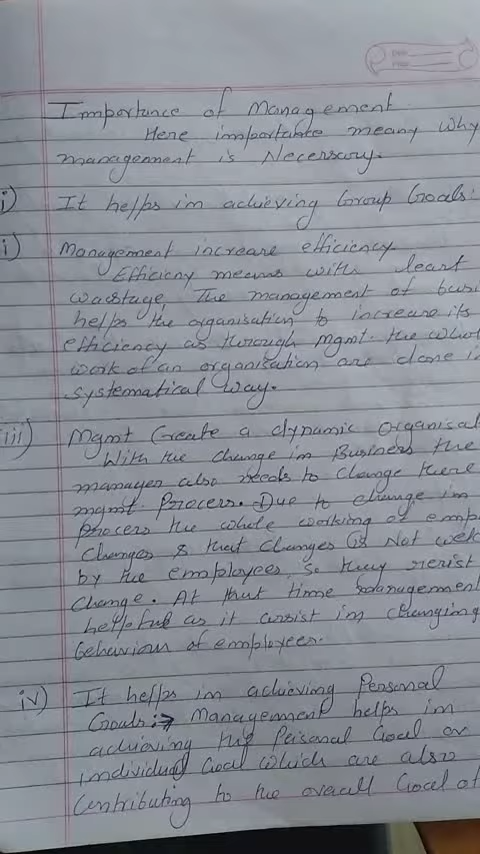 Importance of Management
Here importance means why
management is Necessary.
i) It helps in achieving Group Goals:
i) Management increase efficiency
Efficieny means with least
wastage, The management of busi
helps the organisation to increase its
efficiency as through mgmt. the whol
work of an organisation are done i
systematical way.
iii) Mgmt Create a dynamic Organisa
With the change in Business the
manager also needs to change there
mgmt. Process. Due to change in
process the whole working of emp
changes & that changes is Not wel
by the employees, so they resist
change. At that time Management
helpful as it assist in changing
behaviour of employees.
iv) It helps in achieving Personal
Goals:⇒ Management helps in
achieving the Personal Goal or
individual Goal which are also
Contributing to the overall Goal of